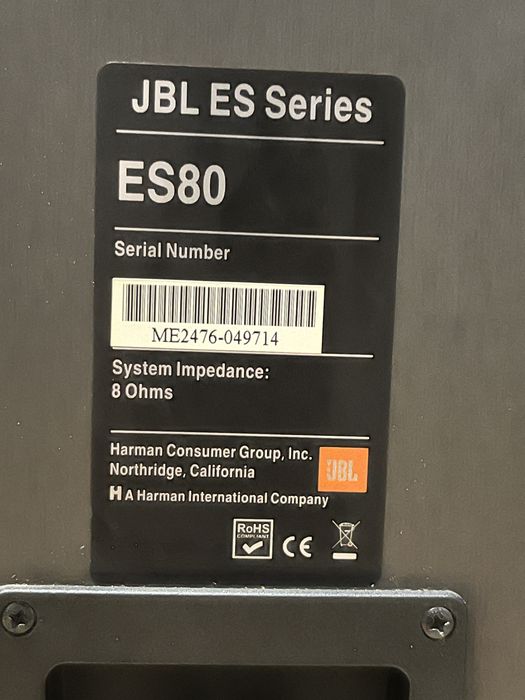 JBL ES Series
ES80
Serial Number
ME2476-049714
System Impedance:
8 Ohms
Harman Consumer Group, Inc.
Northridge, California
JBL
H A Harman International Company
RoHS
COMPLIANT
CE